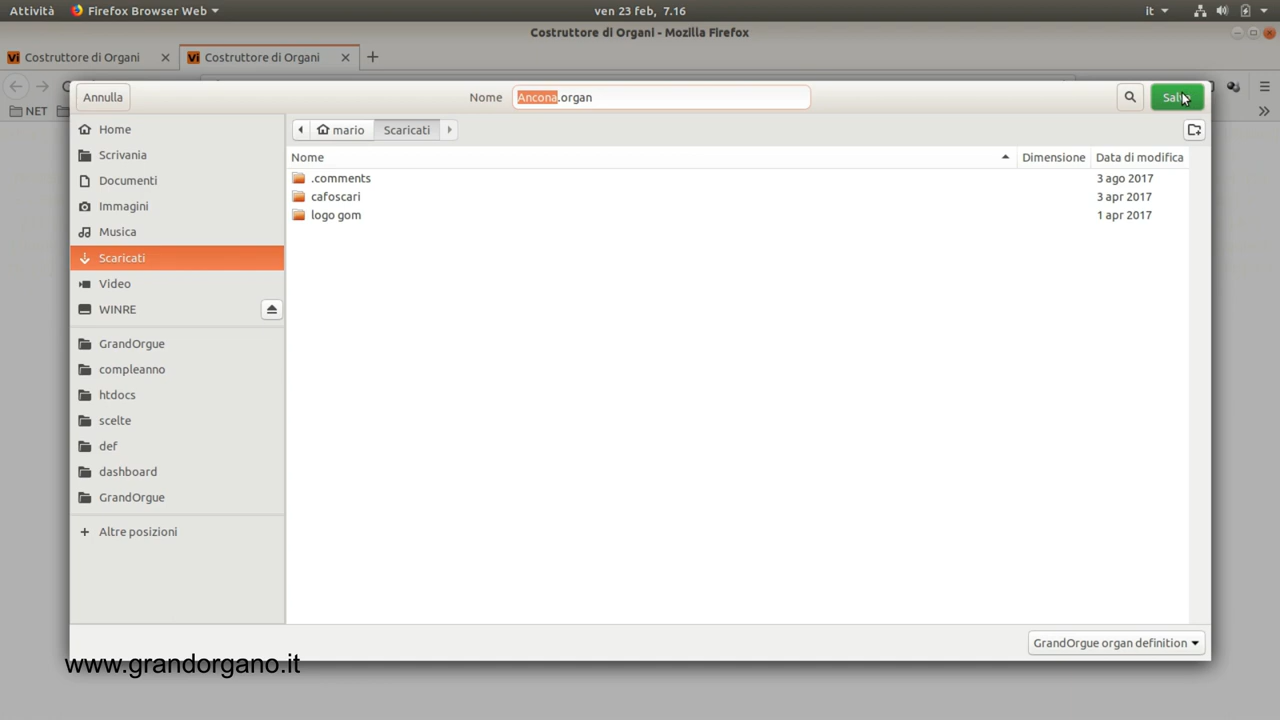 Attività Firefox Browser Web ven 23 feb, 7.16 it
Costruttore di Organi - Mozilla Firefox
Costruttore di Organi Costruttore di Organi
Annulla Nome Ancona.organ
NET
mario Scaricati
Home
Scrivania
Documenti
Immagini
Musica
Scaricati
Video
WINRE
GrandOrgue
compleanno
htdocs
scelte
def
dashboard
GrandOrgue
Altre posizioni
Nome Dimensione Data di modifica
.comments 3 ago 2017
cafoscari 3 apr 2017
logo gom 1 apr 2017
GrandOrgue organ definition
www.grandorgano.it